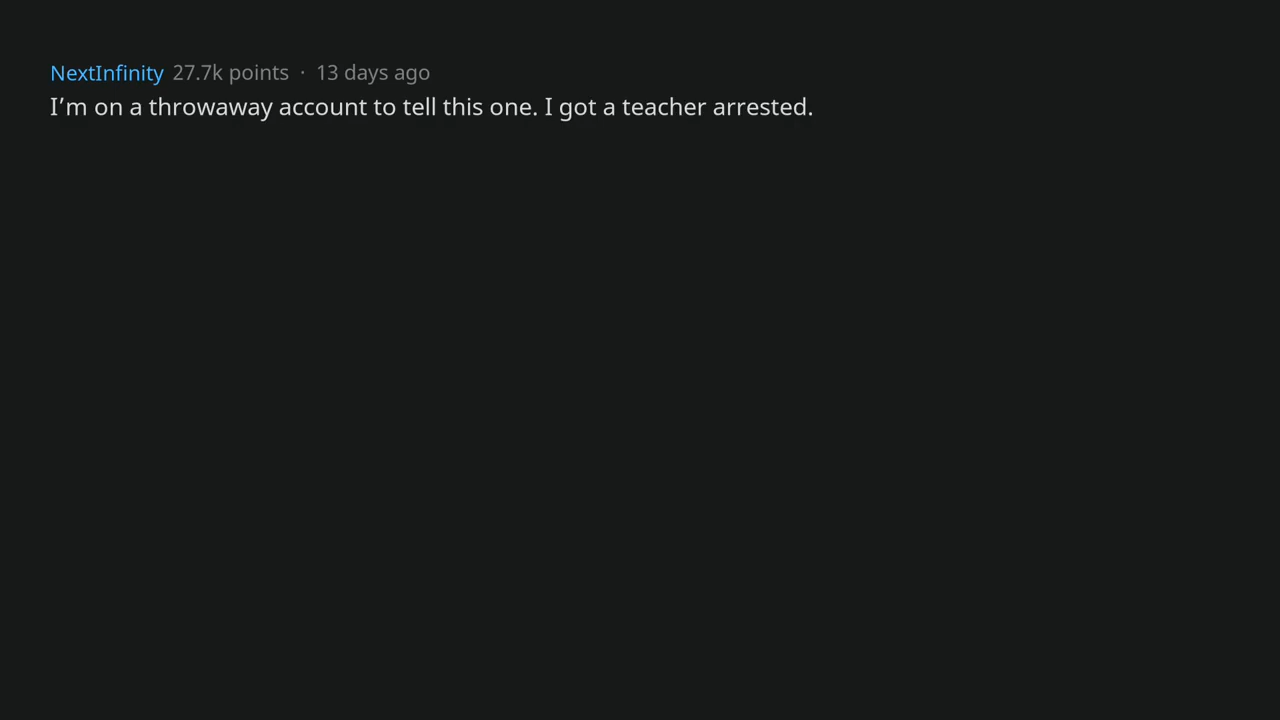 NextInfinity 27.7k points · 13 days ago
I’m on a throwaway account to tell this one. I got a teacher arrested.